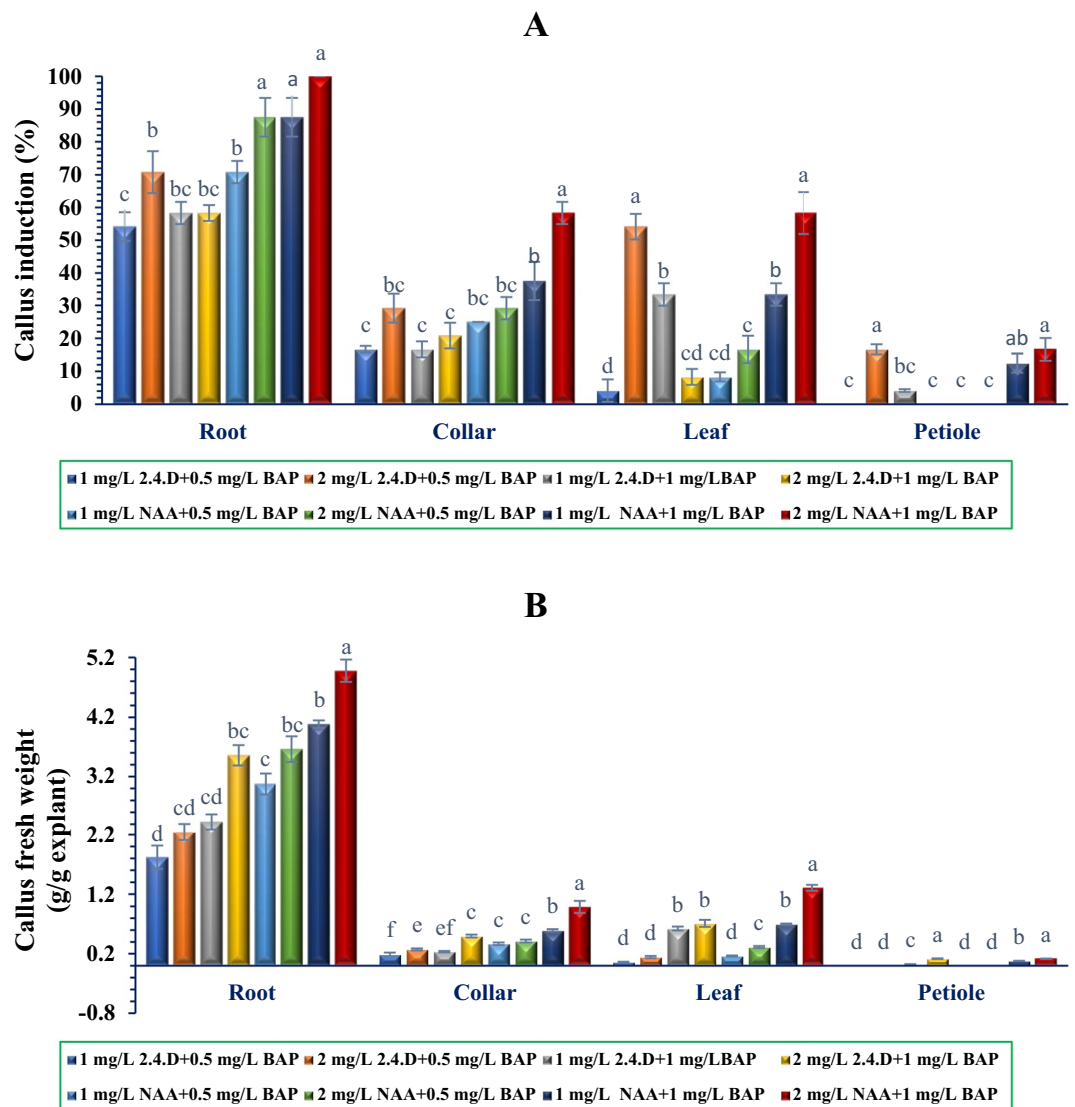 A
Callus induction (%)
100
90
80
70
60
50
40
30
20
10
0
c b bc bc b a a a
c bc c c bc bc b a
d a b cd cd c b a
c a bc c c c ab a
Root Collar Leaf Petiole
1 mg/L 2.4.D+0.5 mg/L BAP 2 mg/L 2.4.D+0.5 mg/L BAP 1 mg/L 2.4.D+1 mg/LBAP 2 mg/L 2.4.D+1 mg/L BAP
1 mg/L NAA+0.5 mg/L BAP 2 mg/L NAA+0.5 mg/L BAP 1 mg/L NAA+1 mg/L BAP 2 mg/L NAA+1 mg/L BAP
B
Callus fresh weight
(g/g explant)
5.2
4.2
3.2
2.2
1.2
0.2
-0.8
d cd cd bc c bc b a
f e ef c c c b a
d d b b d c b a
d d c a d d b a
Root Collar Leaf Petiole
1 mg/L 2.4.D+0.5 mg/L BAP 2 mg/L 2.4.D+0.5 mg/L BAP 1 mg/L 2.4.D+1 mg/LBAP 2 mg/L 2.4.D+1 mg/L BAP
1 mg/L NAA+0.5 mg/L BAP 2 mg/L NAA+0.5 mg/L BAP 1 mg/L NAA+1 mg/L BAP 2 mg/L NAA+1 mg/L BAP